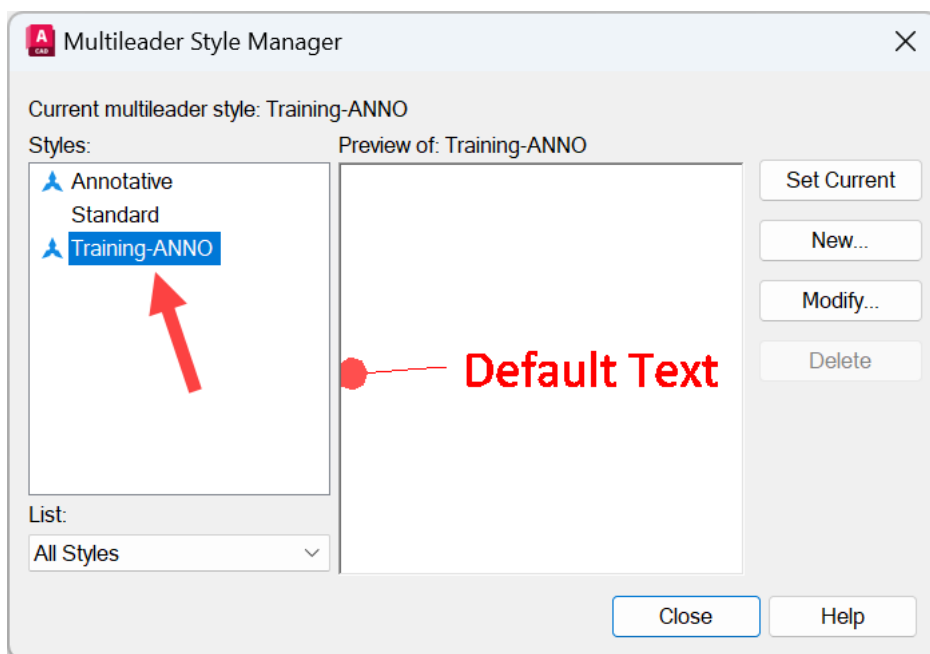 A
CAD
Multileader Style Manager
Current multileader style: Training-ANNO
Styles:
Preview of: Training-ANNO
Annotative
Standard
Training-ANNO
Default Text
Set Current
New...
Modify...
Delete
List:
All Styles
Close
Help